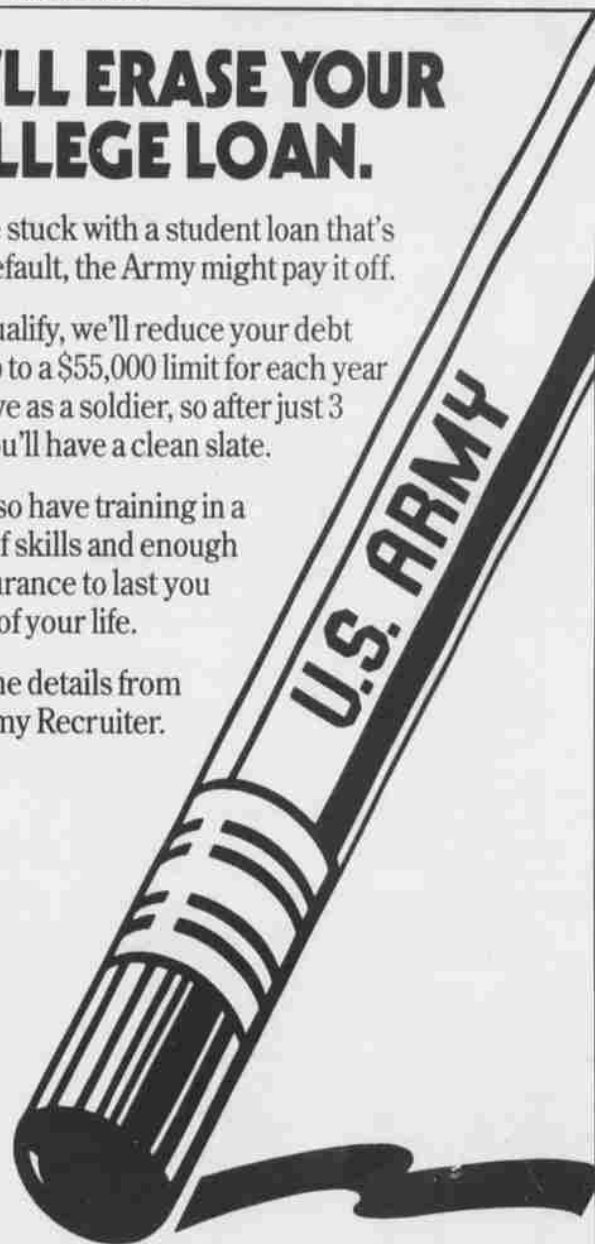 'LL ERASE YOUR
LLEGE LOAN.
stuck with a student loan that's
efault, the Army might pay it off.
ualify, we'll reduce your debt
to a $55,000 limit for each year
ve as a soldier, so after just 3
ou'll have a clean slate.
so have training in a
f skills and enough
urance to last you
of your life.
ne details from
my Recruiter.
U.S. ARMY